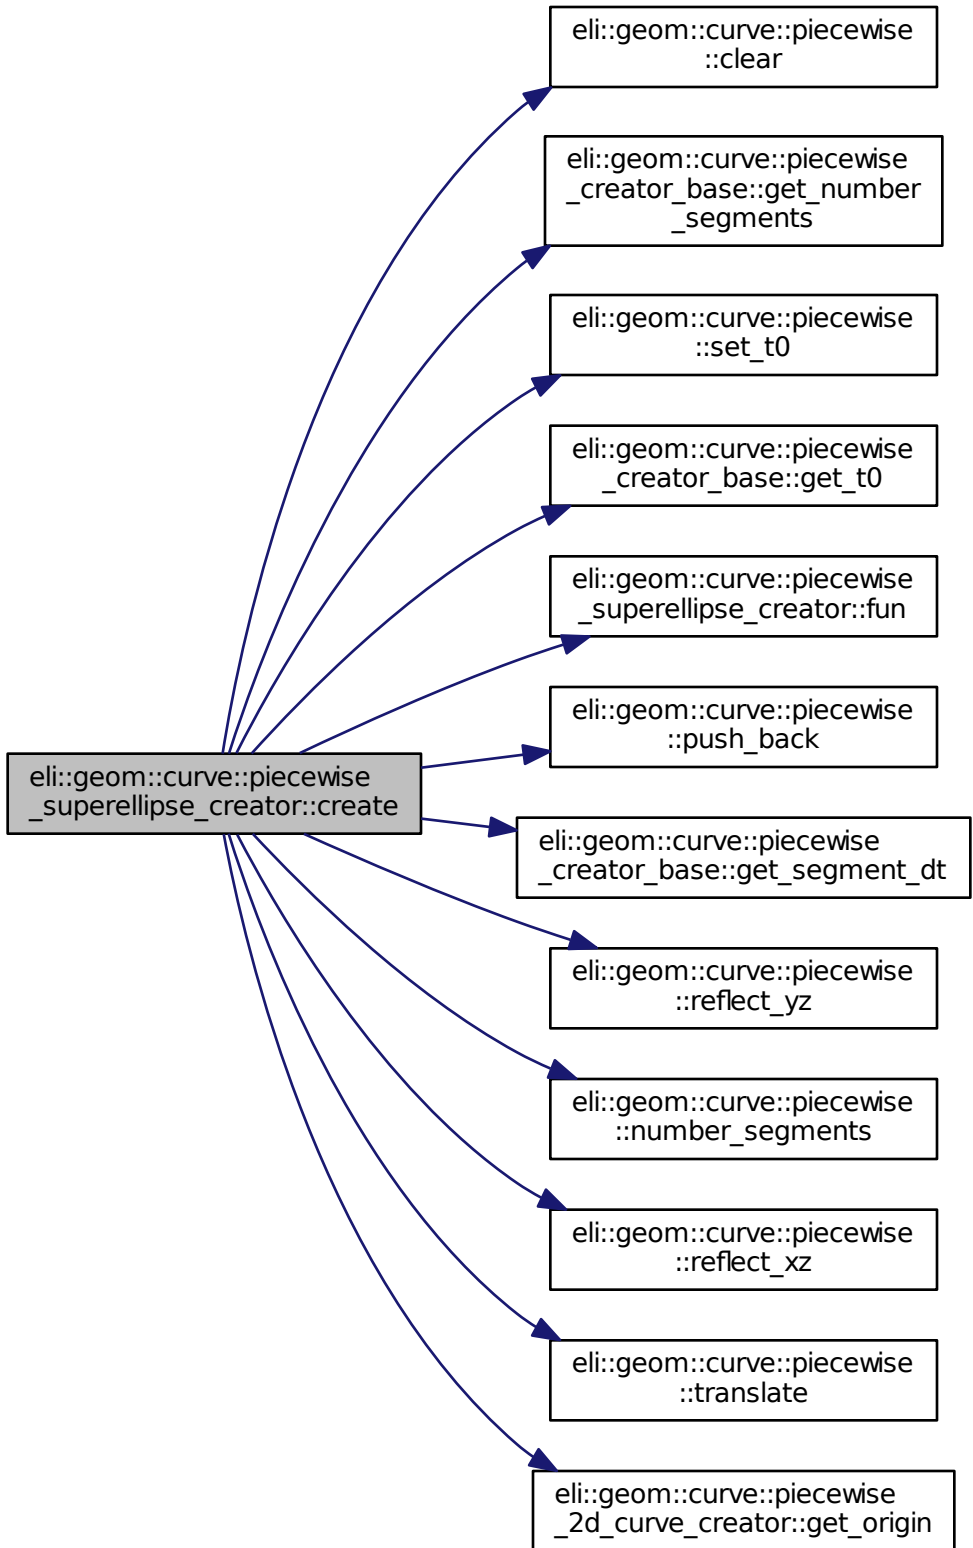 eli::geom::curve::piecewise
::clear
eli::geom::curve::piecewise
_creator_base::get_number
_segments
eli::geom::curve::piecewise
::set_t0
eli::geom::curve::piecewise
_creator_base::get_t0
eli::geom::curve::piecewise
_superellipse_creator::fun
eli::geom::curve::piecewise
::push_back
eli::geom::curve::piecewise
_superellipse_creator::create
eli::geom::curve::piecewise
_creator_base::get_segment_dt
eli::geom::curve::piecewise
::reflect_yz
eli::geom::curve::piecewise
::number_segments
eli::geom::curve::piecewise
::reflect_xz
eli::geom::curve::piecewise
::translate
eli::geom::curve::piecewise
_2d_curve_creator::get_origin